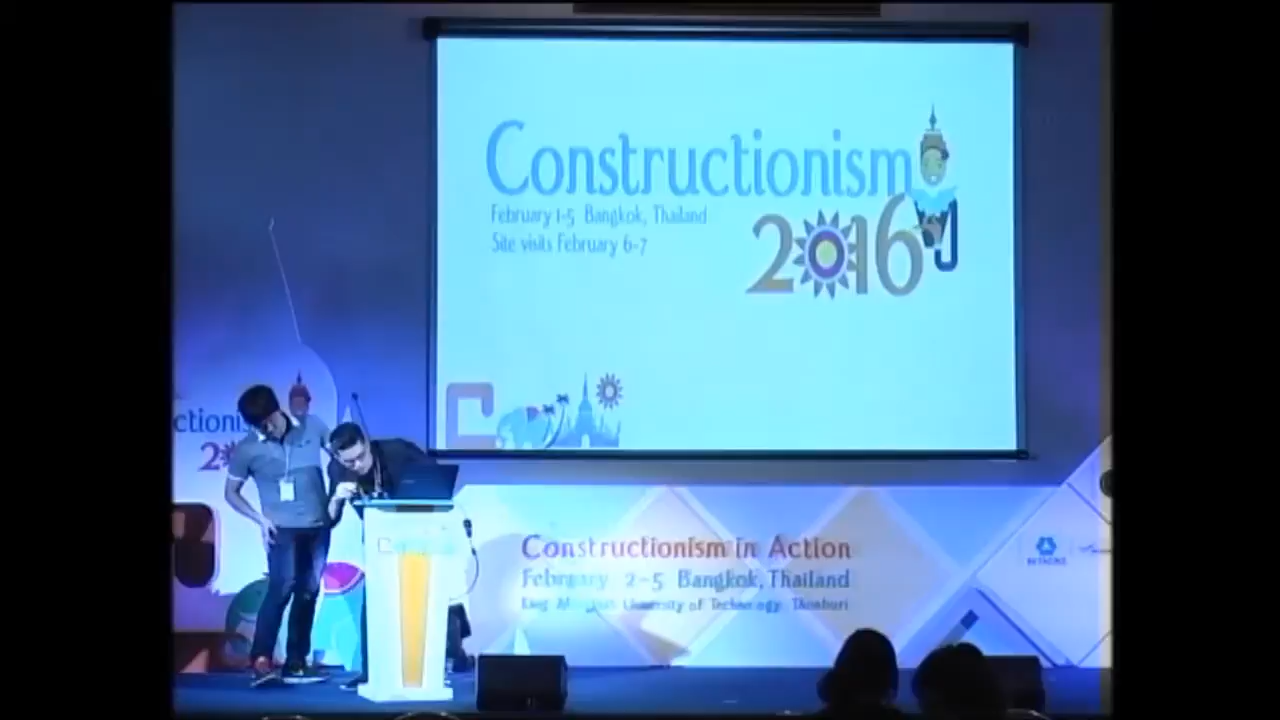 Constructionism
February 1-5 Bangkok, Thailand
2016
Site visits February 6-7
ctionis
Constructionism in Action
February 2-5 Bangkok, Thailand
University of Technology Thonburi